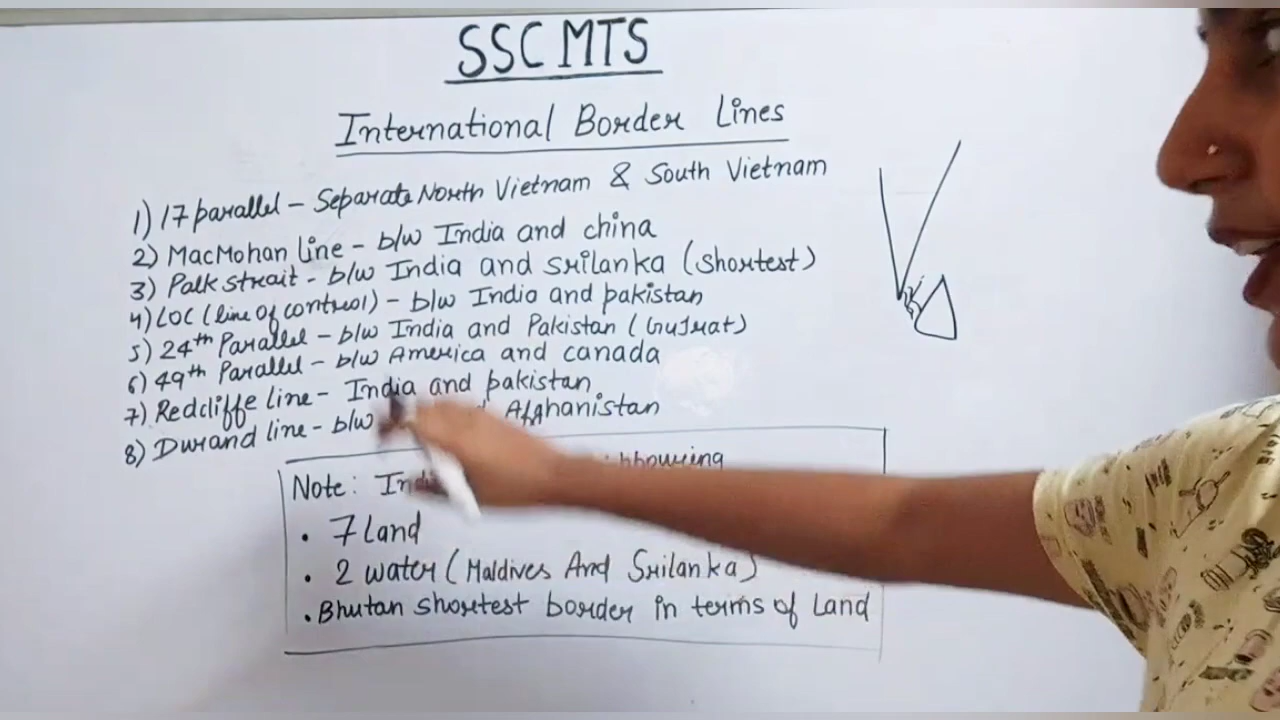 SSC MTS
International Border Lines
1) 17 parallel - Separate North Vietnam & South Vietnam
2) MacMohan line - b/w India and china
3) Palk strait - b/w India and srilanka (shortest)
4) LOC (line of control) - b/w India and pakistan
5) 24th Parallel - b/w India and Pakistan (Gujrat)
6) 49th Parallel - b/w America and canada
7) Redcliffe line - India and pakistan
8) Durand line - b/w Afghanistan
Note:
• 7 Land
• 2 water (Maldives And Srilanka)
• Bhutan shortest border in terms of Land